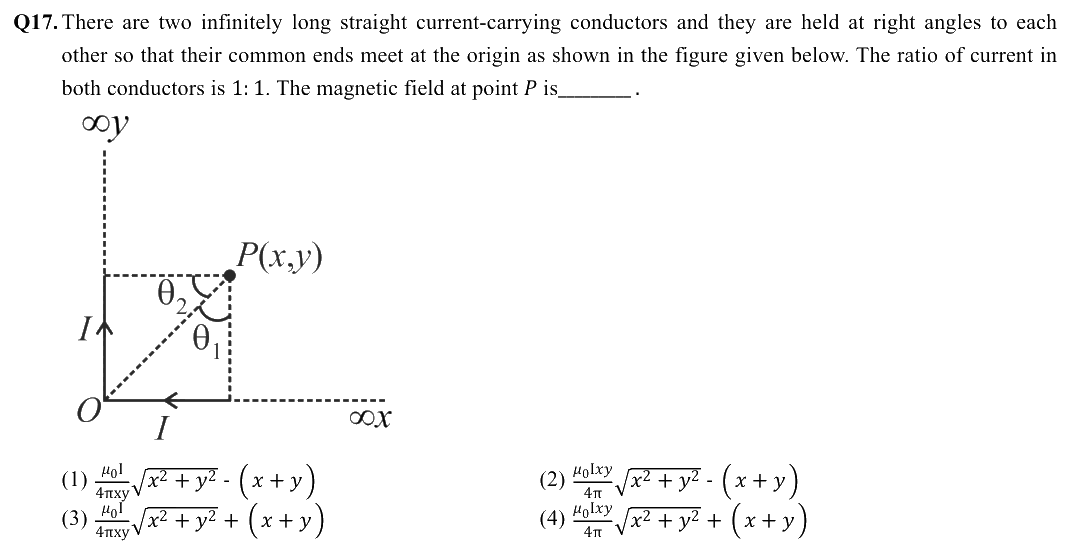 Q17. There are two infinitely long straight current-carrying conductors and they are held at right angles to each
other so that their common ends meet at the origin as shown in the figure given below. The ratio of current in
both conductors is 1: 1. The magnetic field at point P is_______ .
∞y
P(x,y)
θ₂
I
θ₁
O
I
∞x
(1) μ₀I/4πxy √(x² + y²) - (x + y)
(2) μ₀Ixy/4π √(x² + y²) - (x + y)
(3) μ₀I/4πxy √(x² + y²) + (x + y)
(4) μ₀Ixy/4π √(x² + y²) + (x + y)